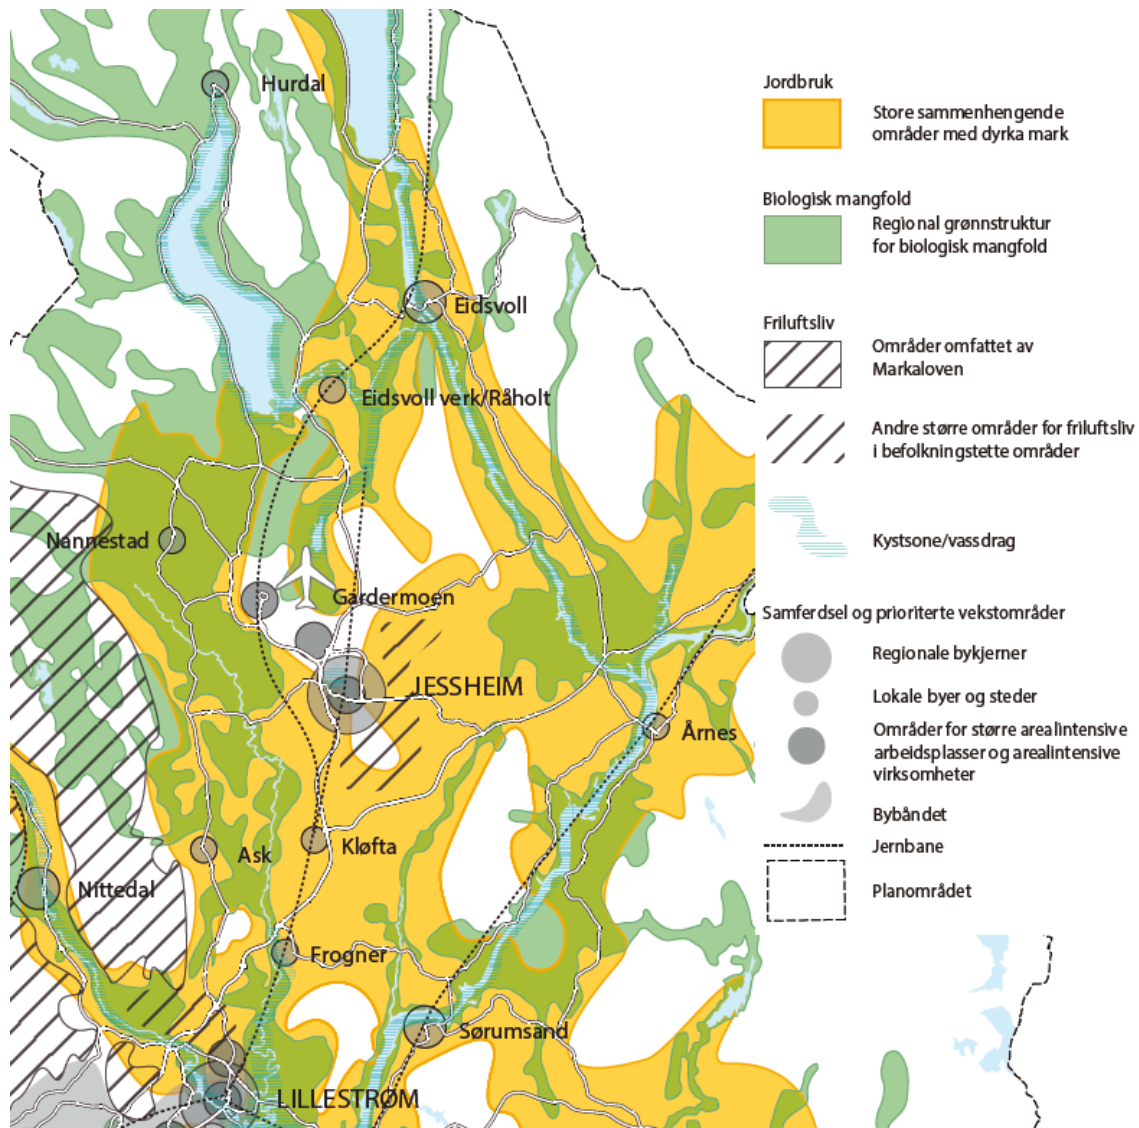 Hurdal
Eidsvoll
Eidsvoll verk/Råholt
Nannestad
Gardermoen
JESSHEIM
Årnes
Ask
Kløfta
Nittedal
Frogner
Sørumsand
LILLESTRØM
Jordbruk
Store sammenhengende
områder med dyrka mark
Biologisk mangfold
Regional grønnstruktur
for biologisk mangfold
Friluftsliv
Områder omfattet av
Markaloven
Andre større områder for friluftsliv
i befolkningstette områder
Kystsone/vassdrag
Samferdsel og prioriterte vekstområder
Regionale bykjerner
Lokale byer og steder
Områder for større arealintensive
arbeidsplasser og arealintensive
virksomheter
Bybåndet
Jernbane
Planområdet